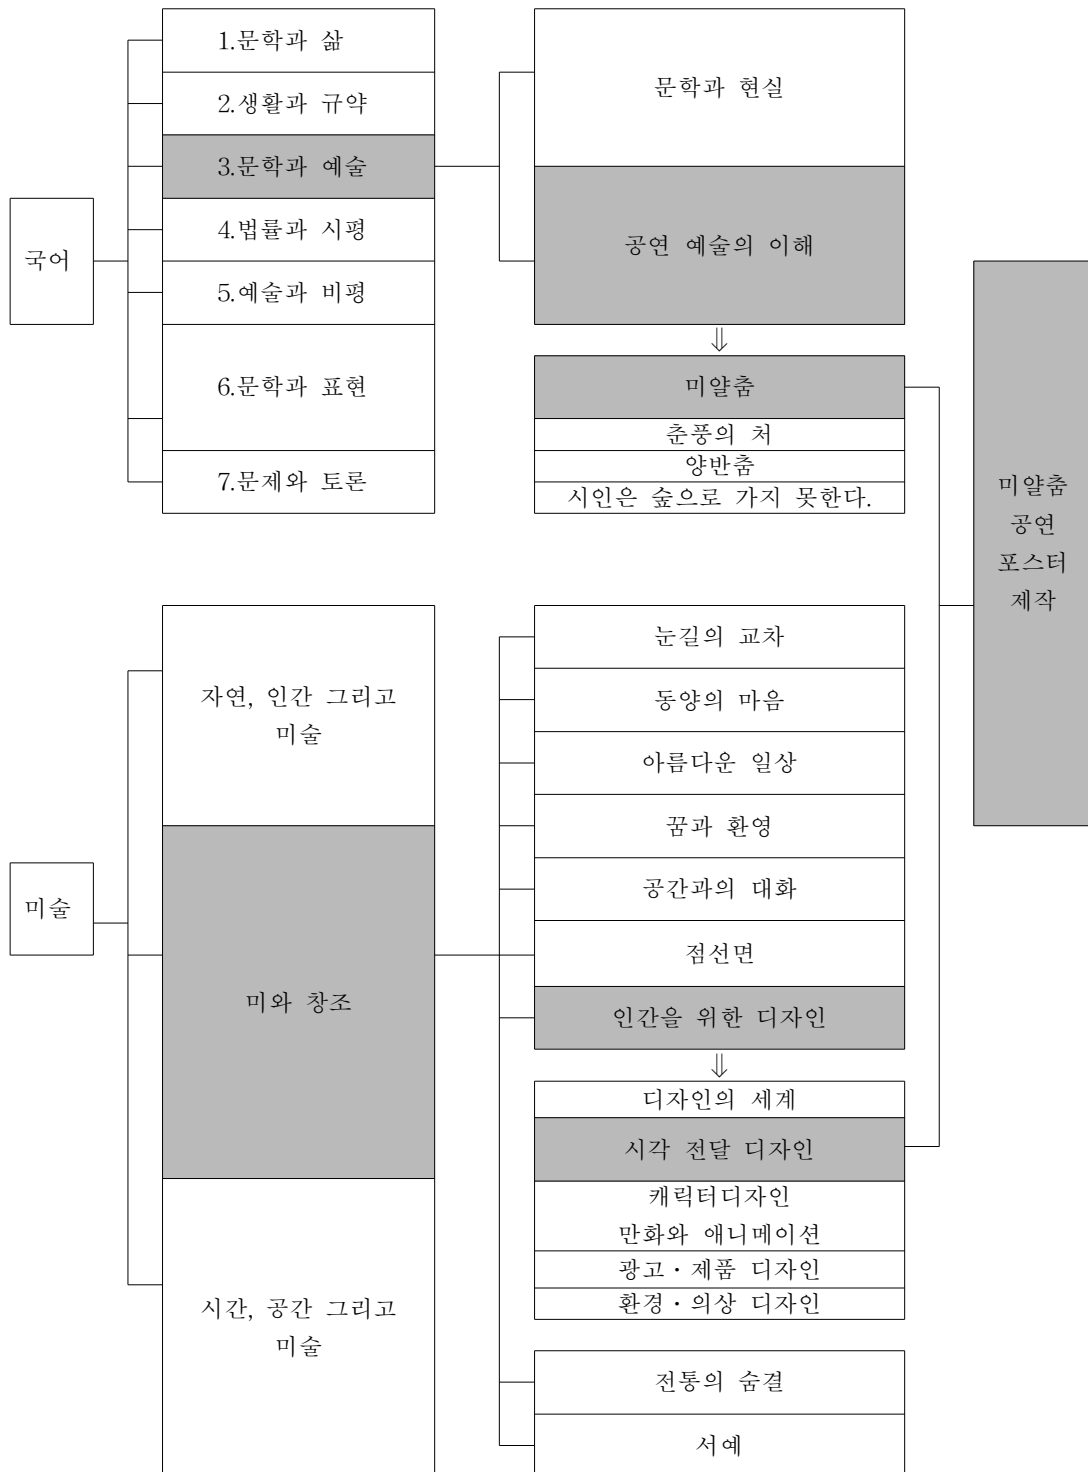 국어
1.문학과 삶
2.생활과 규약
3.문학과 예술
4.법률과 시평
5.예술과 비평
6.문학과 표현
7.문제와 토론
문학과 현실
공연 예술의 이해
⇓
미얄춤
춘풍의 처
양반춤
시인은 숲으로 가지 못한다.
미술
자연, 인간 그리고
미술
미와 창조
시간, 공간 그리고
미술
눈길의 교차
동양의 마음
아름다운 일상
꿈과 환영
공간과의 대화
점선면
인간을 위한 디자인
⇓
디자인의 세계
시각 전달 디자인
캐릭터디자인
만화와 애니메이션
광고·제품 디자인
환경·의상 디자인
전통의 숨결
서예
미얄춤
공연
포스터
제작